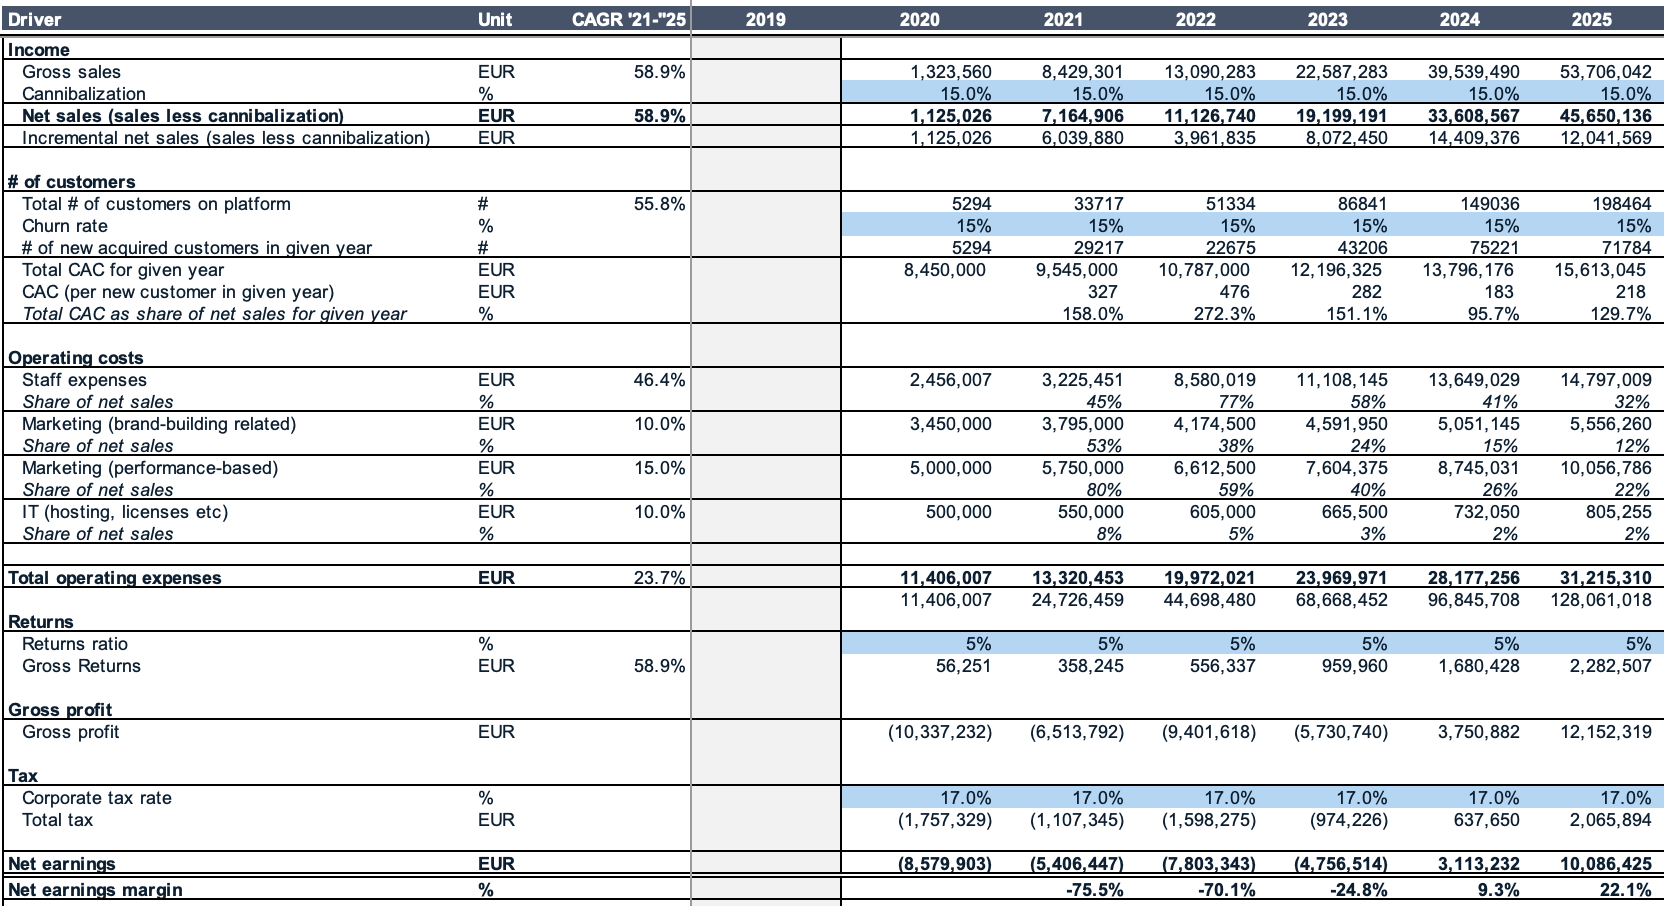 Driver Unit CAGR '21-"25 2019 2020 2021 2022 2023 2024 2025
Income
Gross sales EUR 58.9% 1,323,560 8,429,301 13,090,283 22,587,283 39,539,490 53,706,042
Cannibalization % 15.0% 15.0% 15.0% 15.0% 15.0% 15.0%
Net sales (sales less cannibalization) EUR 58.9% 1,125,026 7,164,906 11,126,740 19,199,191 33,608,567 45,650,136
Incremental net sales (sales less cannibalization) EUR 1,125,026 6,039,880 3,961,835 8,072,450 14,409,376 12,041,569
# of customers
Total # of customers on platform # 55.8% 5294 33717 51334 86841 149036 198464
Churn rate % 15% 15% 15% 15% 15% 15%
# of new acquired customers in given year # 5294 29217 22675 43206 75221 71784
Total CAC for given year EUR 8,450,000 9,545,000 10,787,000 12,196,325 13,796,176 15,613,045
CAC (per new customer in given year) EUR 327 476 282 183 218
Total CAC as share of net sales for given year % 158.0% 272.3% 151.1% 95.7% 129.7%
Operating costs
Staff expenses EUR 46.4% 2,456,007 3,225,451 8,580,019 11,108,145 13,649,029 14,797,009
Share of net sales % 45% 77% 58% 41% 32%
Marketing (brand-building related) EUR 10.0% 3,450,000 3,795,000 4,174,500 4,591,950 5,051,145 5,556,260
Share of net sales % 53% 38% 24% 15% 12%
Marketing (performance-based) EUR 15.0% 5,000,000 5,750,000 6,612,500 7,604,375 8,745,031 10,056,786
Share of net sales % 80% 59% 40% 26% 22%
IT (hosting, licenses etc) EUR 10.0% 500,000 550,000 605,000 665,500 732,050 805,255
Share of net sales % 8% 5% 3% 2% 2%
Total operating expenses EUR 23.7% 11,406,007 13,320,453 19,972,021 23,969,971 28,177,256 31,215,310
11,406,007 24,726,459 44,698,480 68,668,452 96,845,708 128,061,018
Returns
Returns ratio % 5% 5% 5% 5% 5% 5%
Gross Returns EUR 58.9% 56,251 358,245 556,337 959,960 1,680,428 2,282,507
Gross profit
Gross profit EUR (10,337,232) (6,513,792) (9,401,618) (5,730,740) 3,750,882 12,152,319
Tax
Corporate tax rate % 17.0% 17.0% 17.0% 17.0% 17.0% 17.0%
Total tax EUR (1,757,329) (1,107,345) (1,598,275) (974,226) 637,650 2,065,894
Net earnings EUR (8,579,903) (5,406,447) (7,803,343) (4,756,514) 3,113,232 10,086,425
Net earnings margin % -75.5% -70.1% -24.8% 9.3% 22.1%